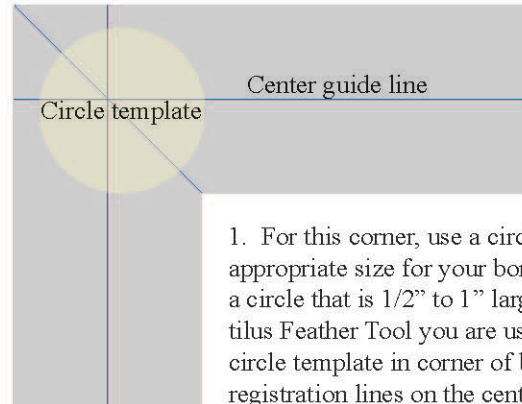 Center guide line
Circle template
1. For this corner, use a circ
appropriate size for your bor
a circle that is 1/2” to 1” larg
tilus Feather Tool you are us
circle template in corner of b
registration lines on the cent